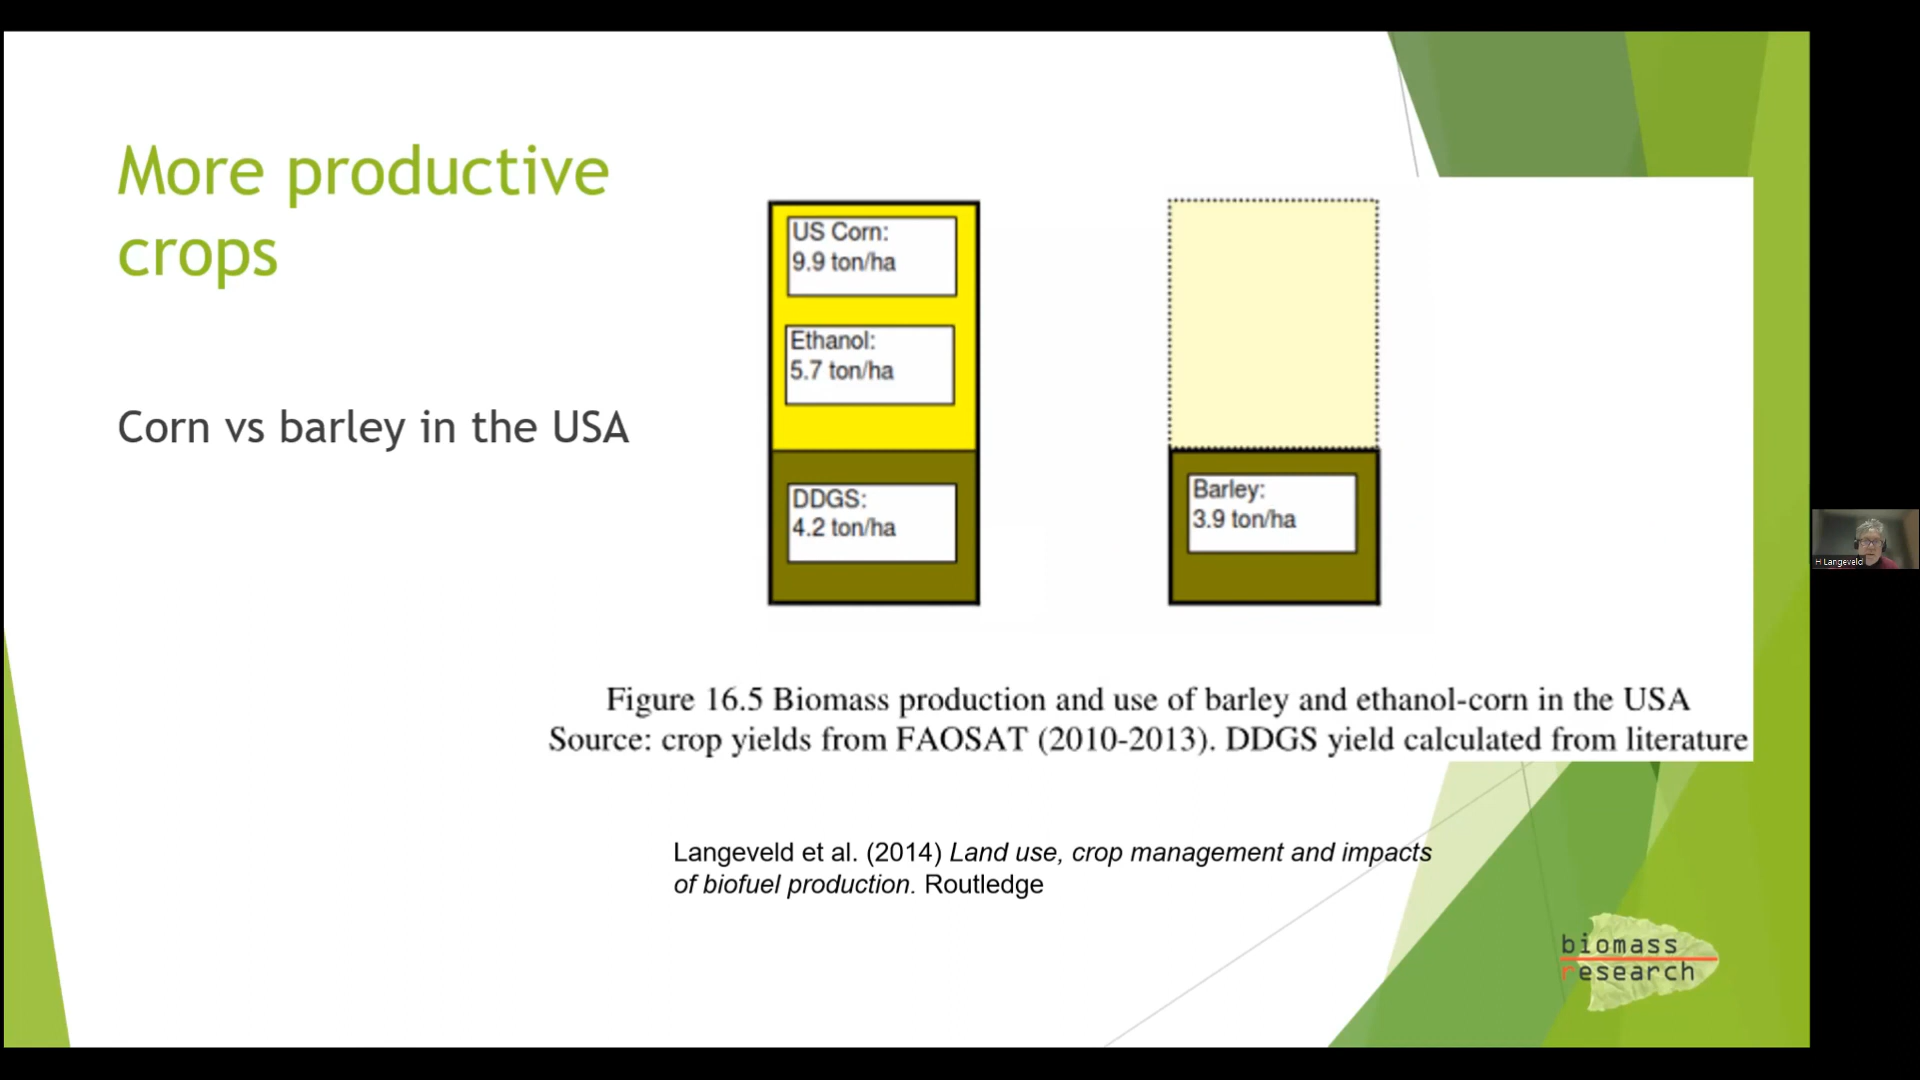 More productive
crops
Corn vs barley in the USA
US Corn:
9.9 ton/ha
Ethanol:
5.7 ton/ha
DDGS:
4.2 ton/ha
Barley:
3.9 ton/ha
Figure 16.5 Biomass production and use of barley and ethanol-corn in the USA
Source: crop yields from FAOSAT (2010-2013). DDGS yield calculated from literature
Langeveld et al. (2014) Land use, crop management and impacts
of biofuel production. Routledge
biomass
research
H Langeveld